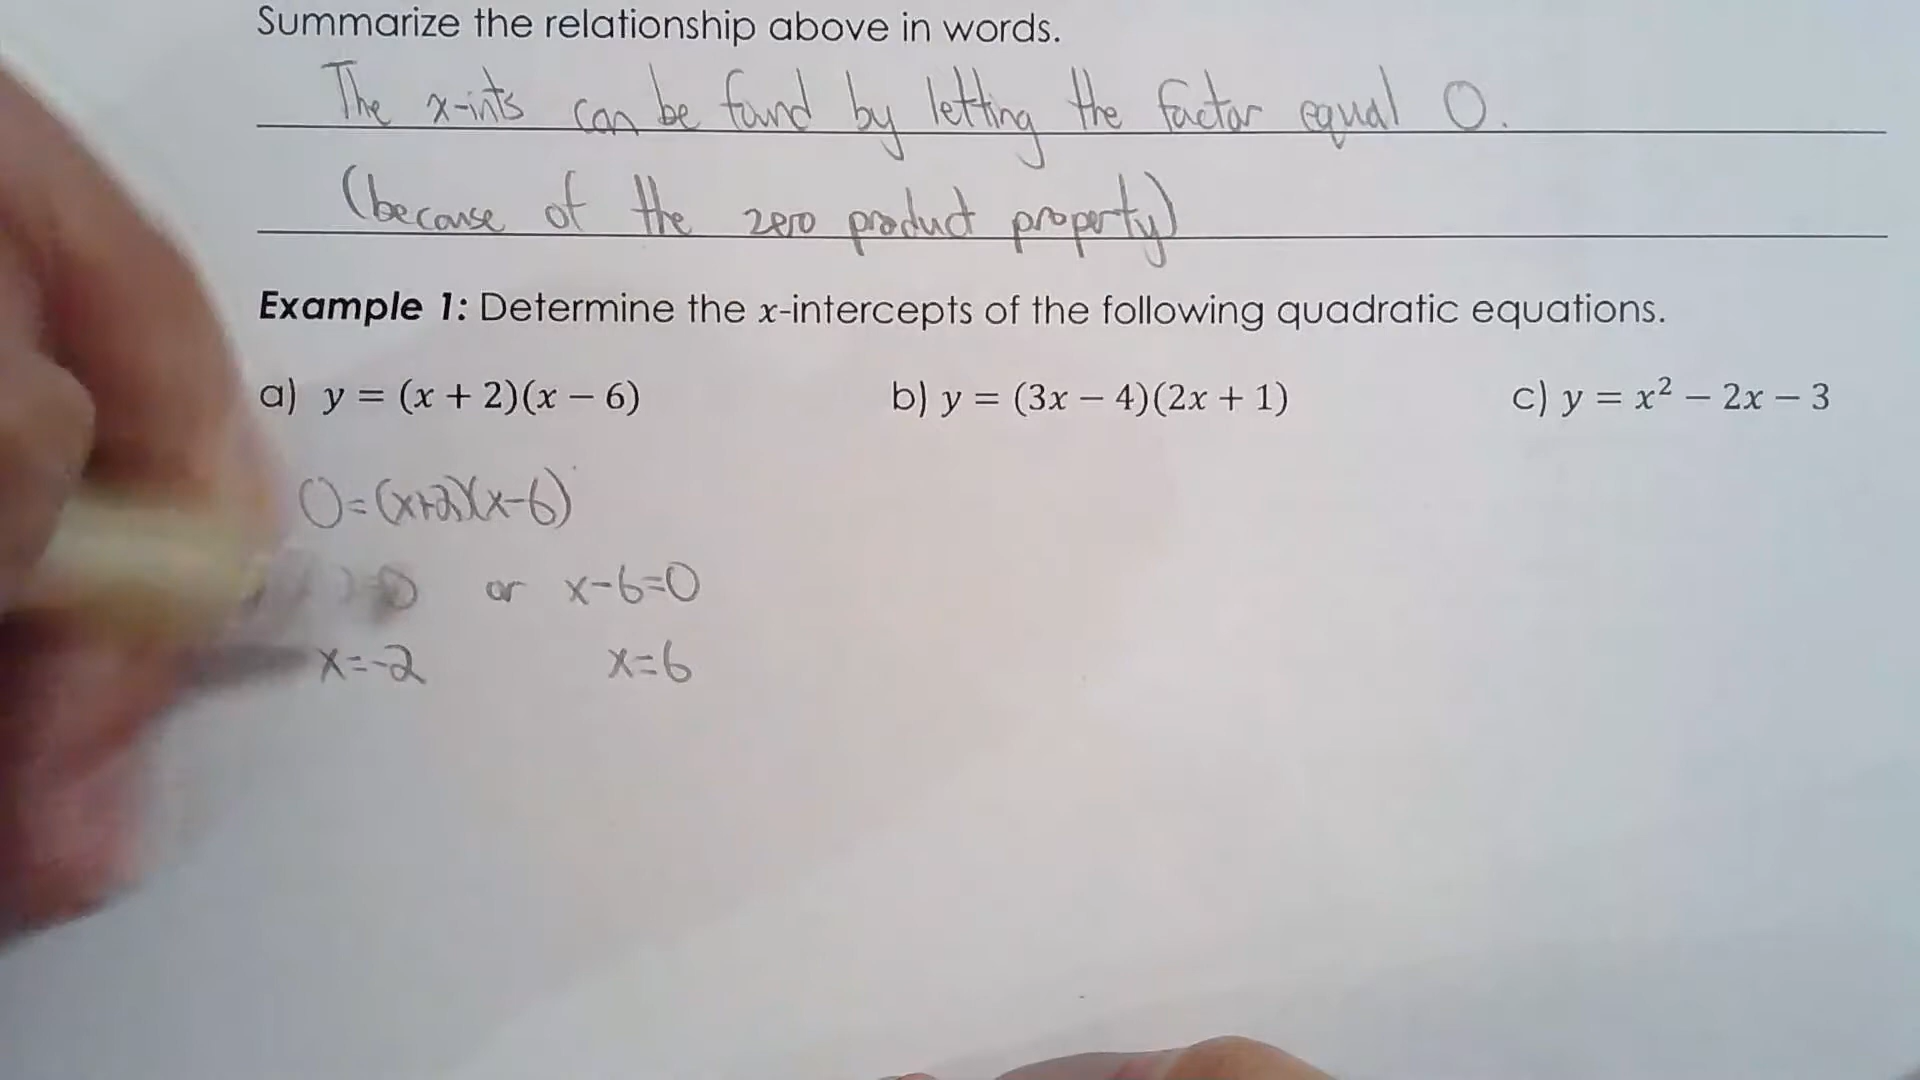 Summarize the relationship above in words.
The x-ints can be found by letting the factor equal 0.
(because of the zero product property)
Example 1: Determine the x-intercepts of the following quadratic equations.
a) y = (x + 2)(x − 6)
b) y = (3x − 4)(2x + 1)
c) y = x² − 2x − 3
0=(x+2)(x-6)
=0 or x-6=0
x=-2 x=6